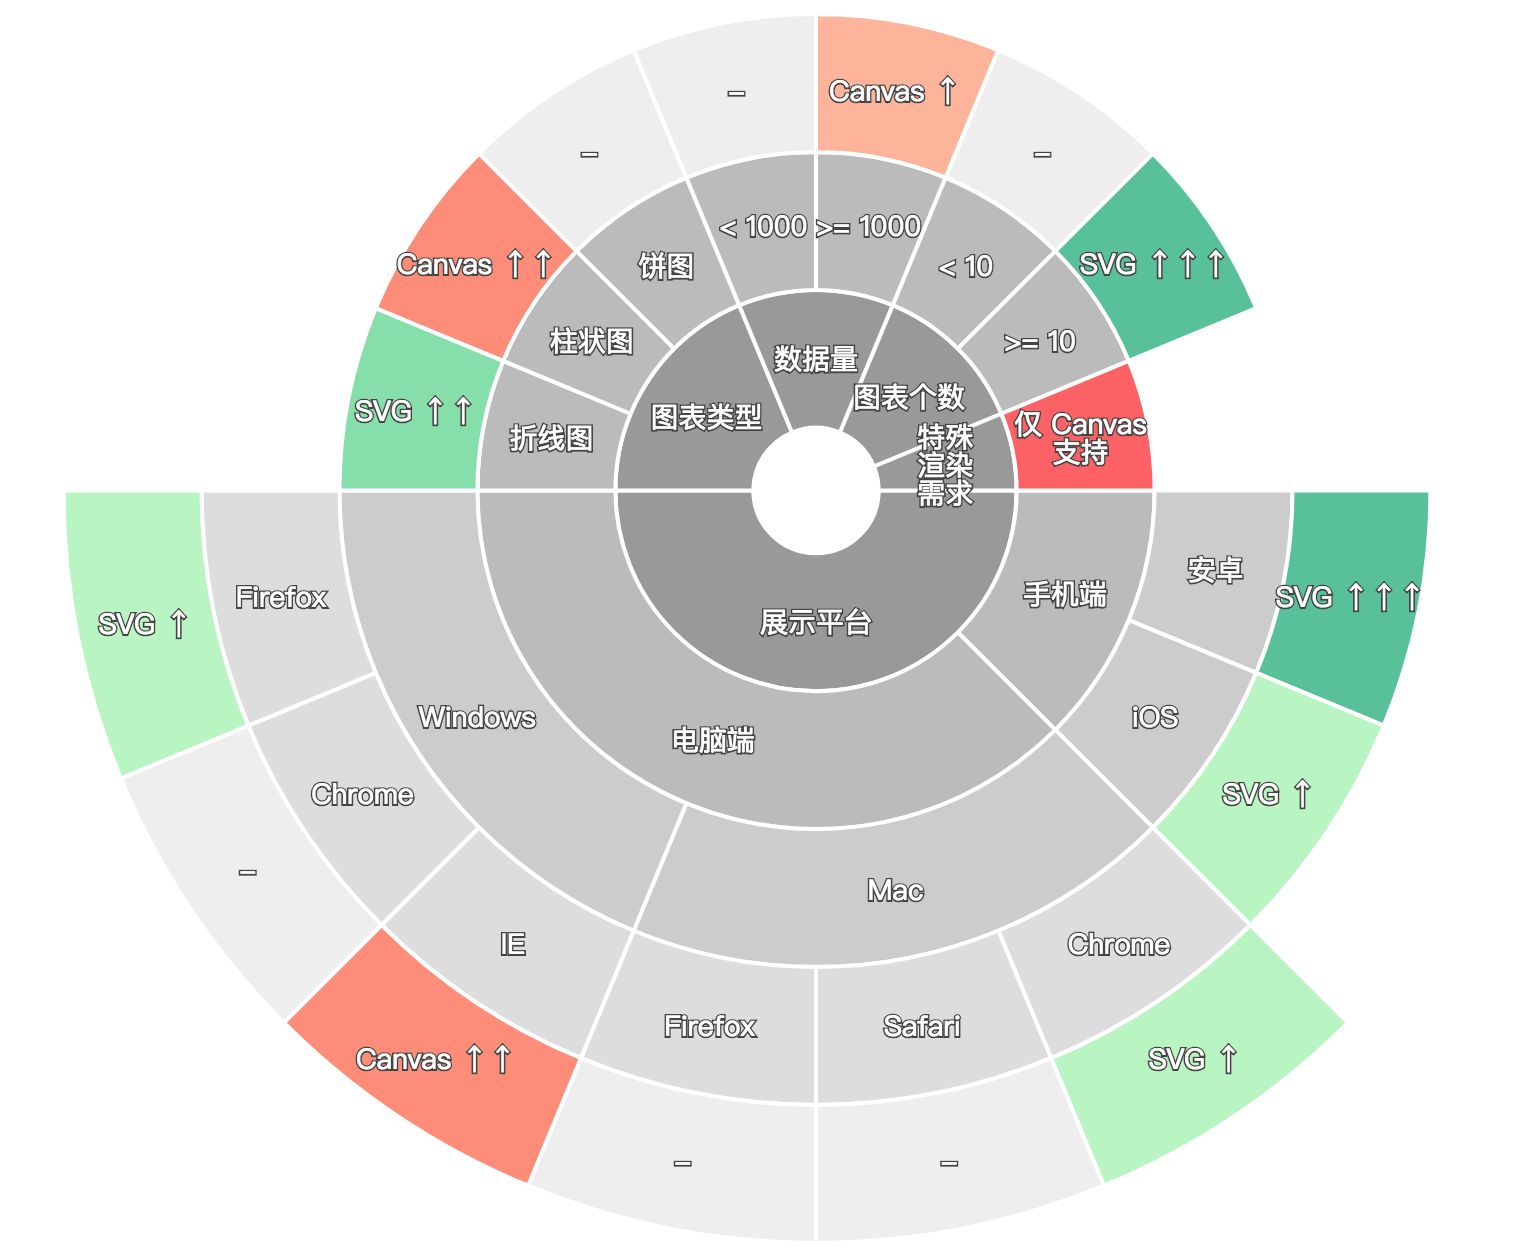 –
–
Canvas ↑
–
Canvas ↑↑
饼图
< 1000
>= 1000
< 10
SVG ↑↑↑
柱状图
>= 10
数据量
SVG ↑↑
折线图
图表类型
图表个数
特殊
渲染
需求
仅 Canvas
支持
SVG ↑
Firefox
展示平台
手机端
安卓
SVG ↑↑↑
Windows
电脑端
iOS
Chrome
SVG ↑
–
Mac
IE
Chrome
Firefox
Safari
Canvas ↑↑
SVG ↑
–
–